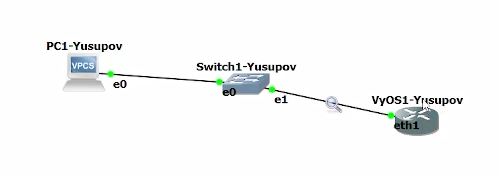 PC1-Yusupov
VPCS
e0
Switch1-Yusupov
e0
e1
VyOS1-Yusupov
eth1